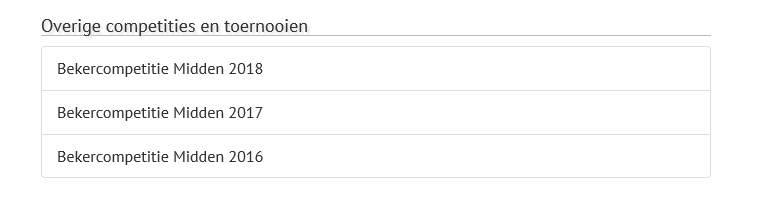 Overige competities en toernooien
Bekercompetitie Midden 2018
Bekercompetitie Midden 2017
Bekercompetitie Midden 2016